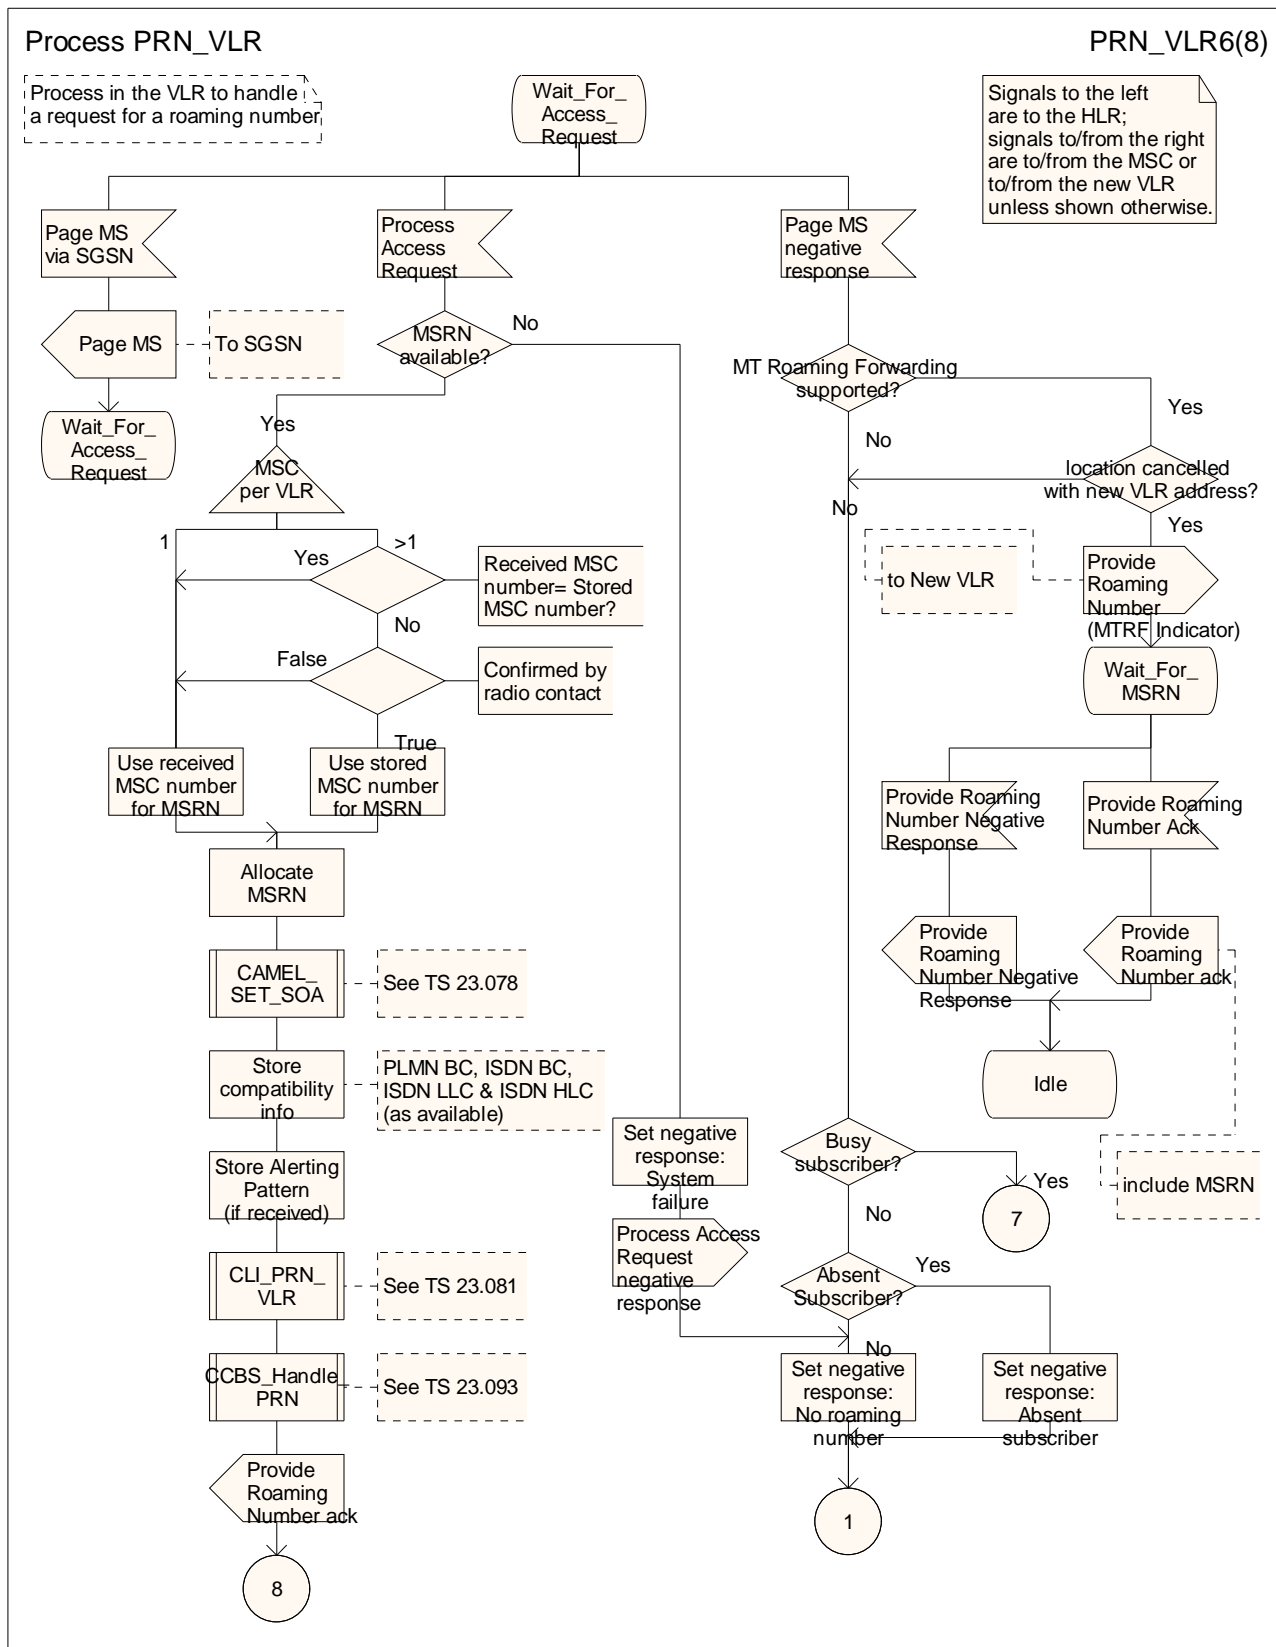 Process PRN_VLR
PRN_VLR6(8)
Process in the VLR to handle
a request for a roaming number
Wait_For_
Access_
Request
Signals to the left
are to the HLR;
signals to/from the right
are to/from the MSC or
to/from the new VLR
unless shown otherwise.
Page MS
via SGSN
Process
Access
Request
Page MS
negative
response
Page MS
To SGSN
MSRN
available?
No
MT Roaming Forwarding
supported?
Yes
Wait_For_
Access_
Request
Yes
No
MSC
per VLR
location cancelled
with new VLR address?
No
Yes
1
>1
Yes
Received MSC
number= Stored
MSC number?
to New VLR
Provide
Roaming
Number
(MTRF Indicator)
No
False
Confirmed by
radio contact
Wait_For_
MSRN
True
Use received
MSC number
for MSRN
Use stored
MSC number
for MSRN
Provide Roaming
Number Negative
Response
Provide Roaming
Number Ack
Allocate
MSRN
Provide
Roaming
Number Negative
Response
Provide
Roaming
Number ack
CAMEL_
SET_SOA
See TS 23.078
Store
compatibility
info
PLMN BC, ISDN BC,
ISDN LLC & ISDN HLC
(as available)
Idle
Set negative
response:
System
failure
Busy
subscriber?
Yes
include MSRN
Store Alerting
Pattern
(if received)
No
7
Process Access
Request
negative
response
CLI_PRN_
VLR
See TS 23.081
Absent
Subscriber?
Yes
No
CCBS_Handle_
PRN
See TS 23.093
Set negative
response:
No roaming
number
Set negative
response:
Absent
subscriber
Provide
Roaming
Number ack
1
8